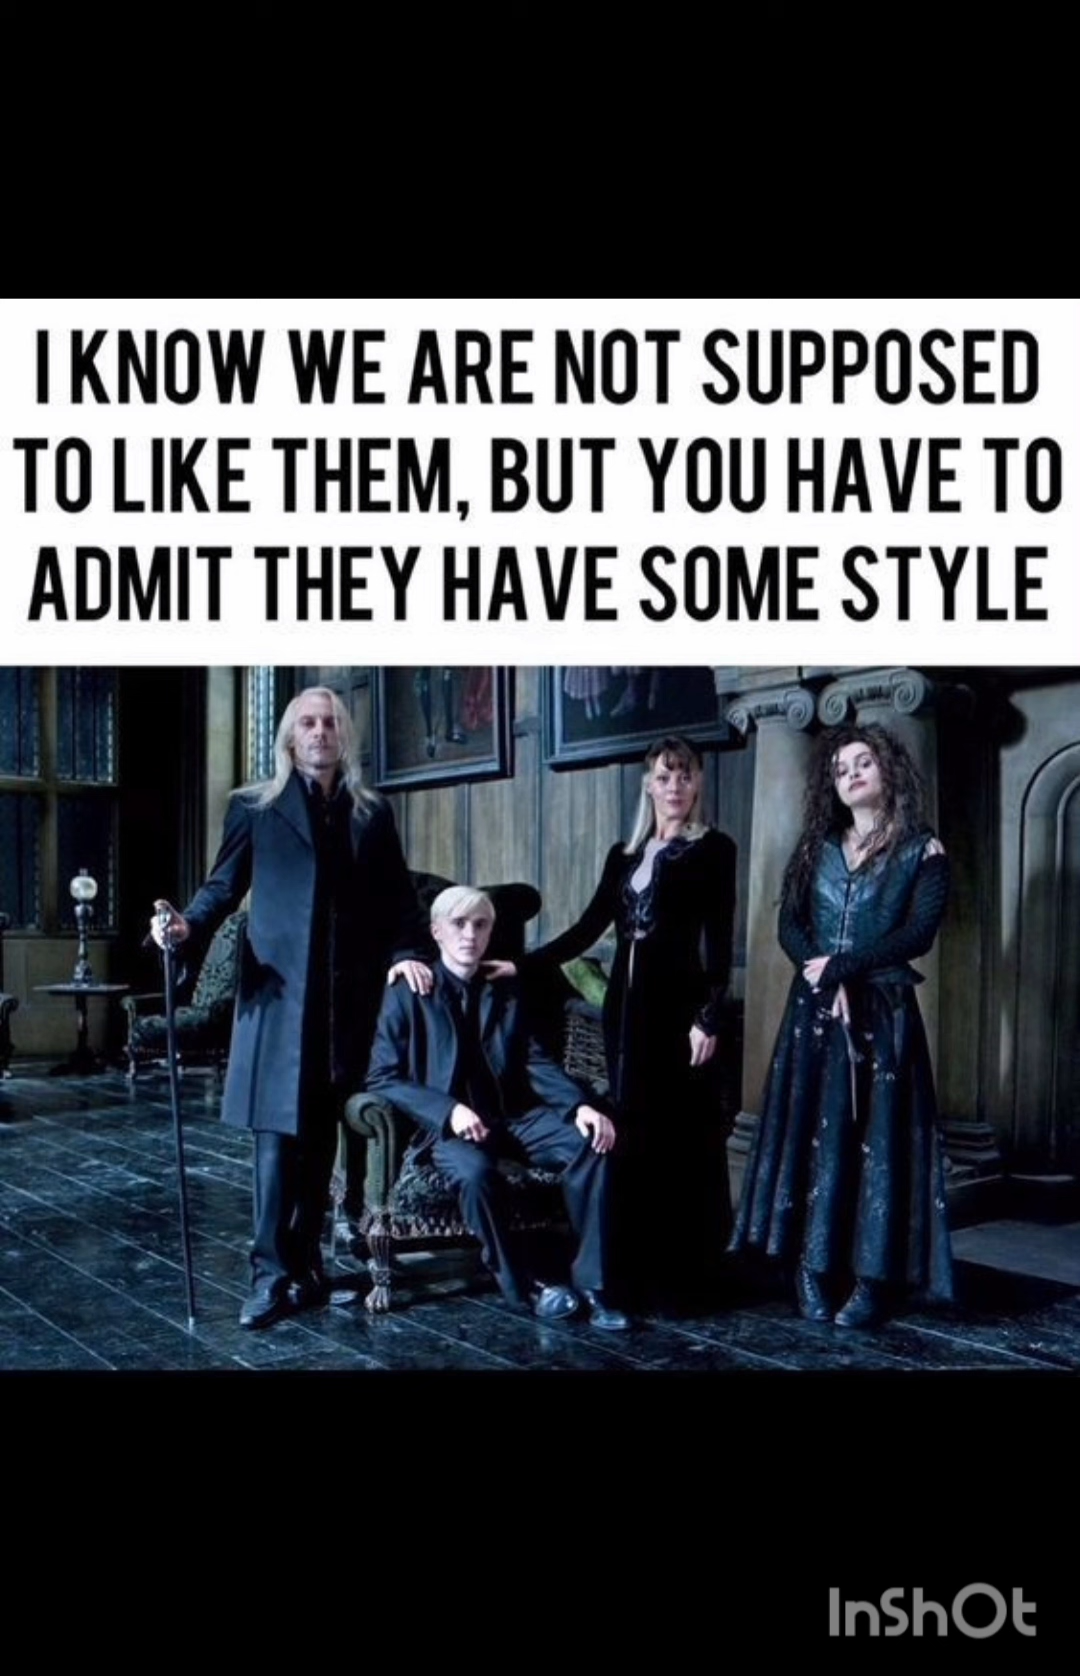 I KNOW WE ARE NOT SUPPOSED
TO LIKE THEM, BUT YOU HAVE TO
ADMIT THEY HAVE SOME STYLE
InShOt